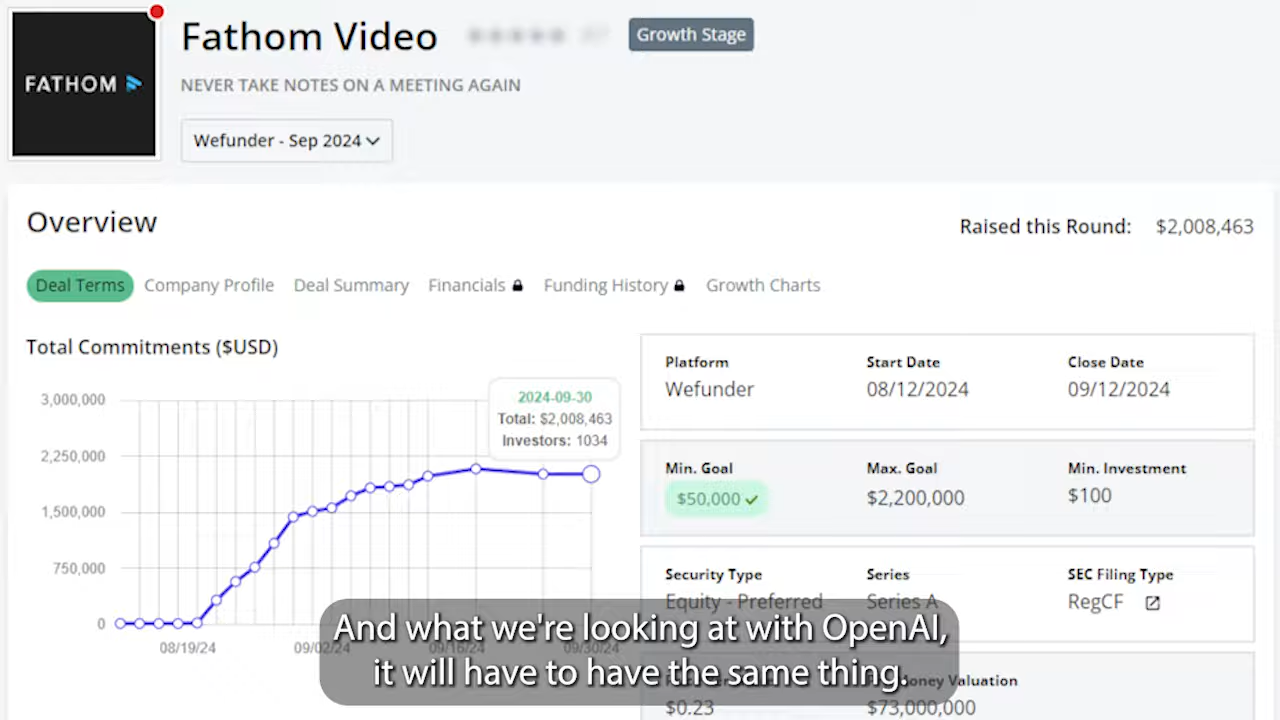 FATHOM
Fathom Video
Growth Stage
NEVER TAKE NOTES ON A MEETING AGAIN
Wefunder - Sep 2024
Overview
Raised this Round: $2,008,463
Deal Terms Company Profile Deal Summary Financials Funding History Growth Charts
Total Commitments ($USD)
3,000,000
2,250,000
1,500,000
750,000
0
08/19/24 09/02/24 09/16/24 09/30/24
2024-09-30
Total: $2,008,463
Investors: 1034
Platform Start Date Close Date
Wefunder 08/12/2024 09/12/2024
Min. Goal Max. Goal Min. Investment
$50,000 $2,200,000 $100
Security Type Series SEC Filing Type
Equity - Preferred Series A RegCF
Money Valuation
$0.23 $73,000,000
And what we're looking at with OpenAI,
it will have to have the same thing.